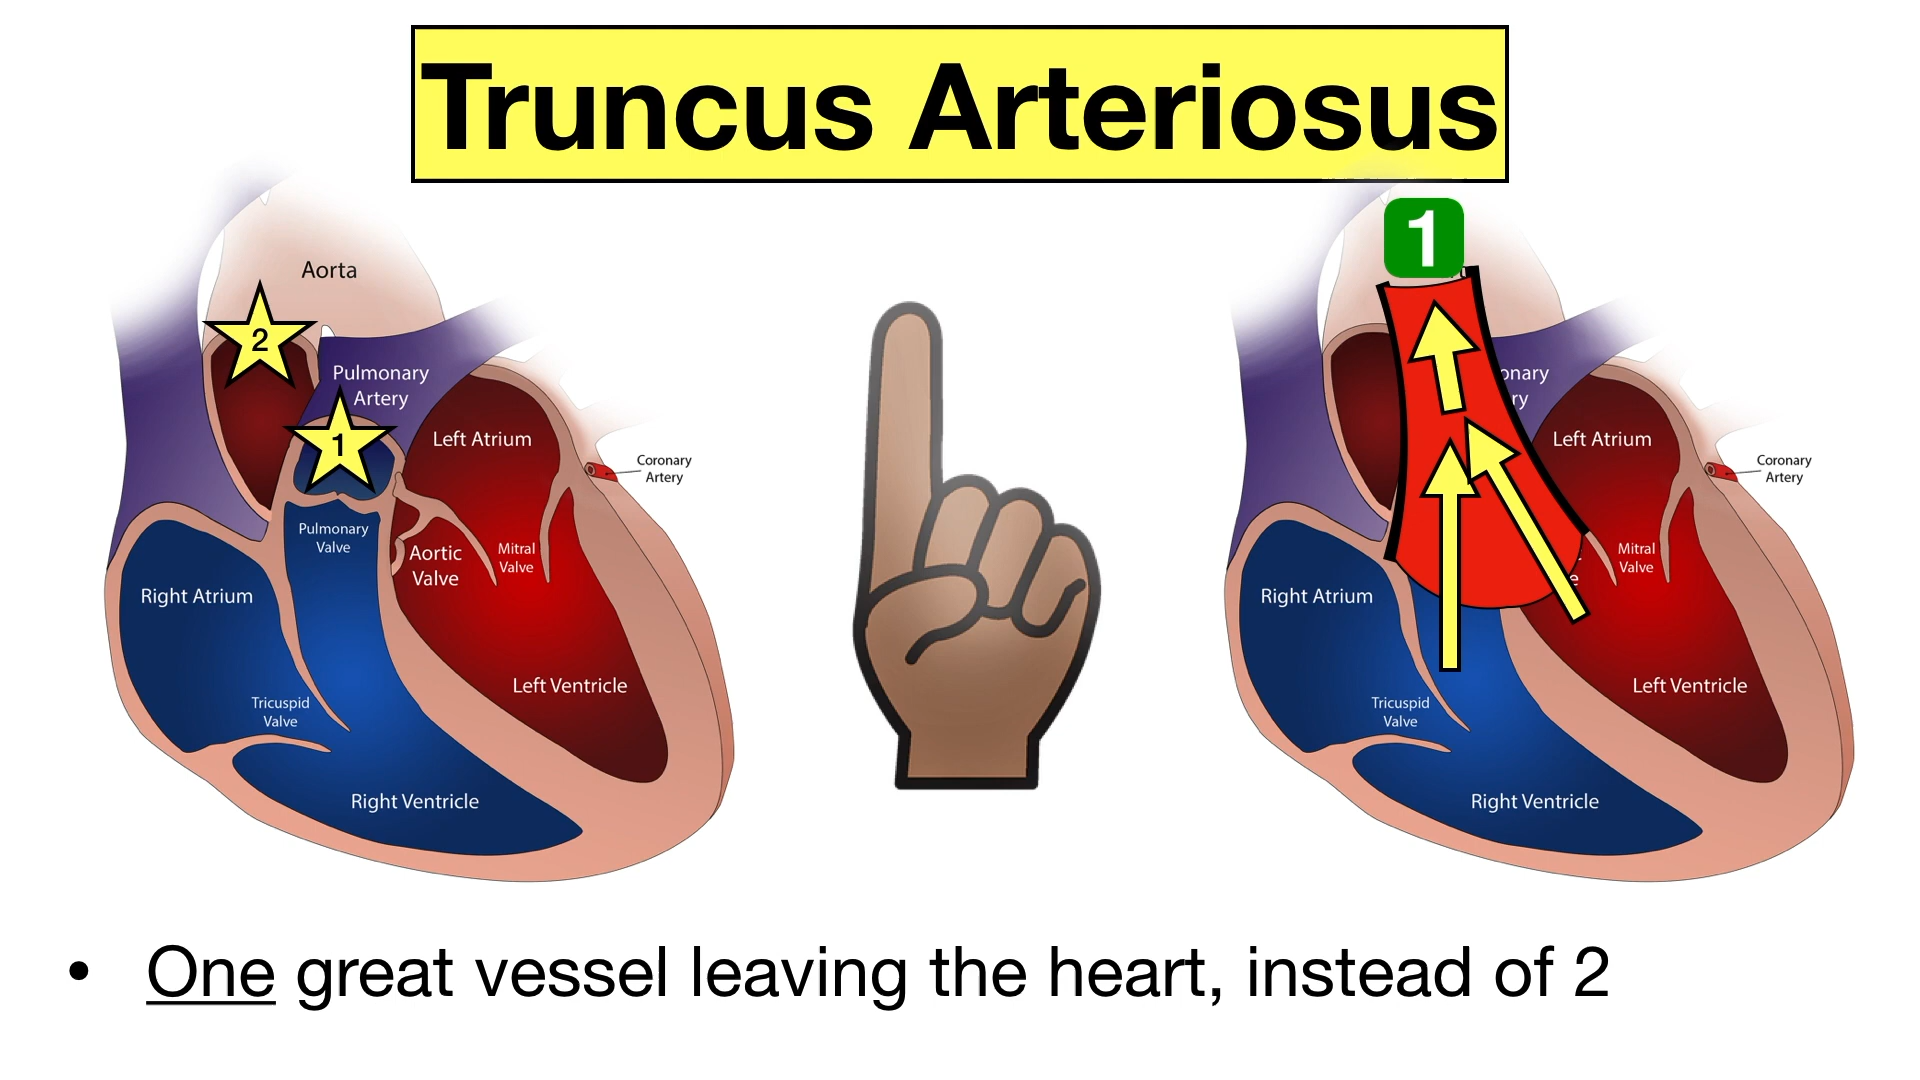 Truncus Arteriosus
Aorta
2
Pulmonary
Artery
1
Left Atrium
Coronary
Artery
Pulmonary
Valve
Aortic
Valve
Mitral
Valve
Right Atrium
Left Ventricle
Tricuspid
Valve
Right Ventricle
1
onary
ry
Left Atrium
Coronary
Artery
Mitral
Valve
e
Right Atrium
Left Ventricle
Tricuspid
Valve
Right Ventricle
• One great vessel leaving the heart, instead of 2